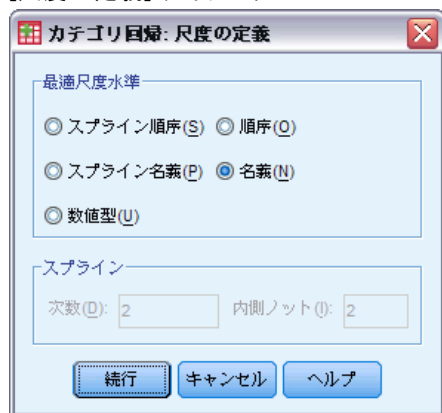 カテゴリ回帰: 尺度の定義
最適尺度水準
スプライン順序(S) 順序(O)
スプライン名義(P) 名義(N)
数値型(U)
スプライン
次数(D): 2 内側ノット(I): 2
続行 キャンセル ヘルプ